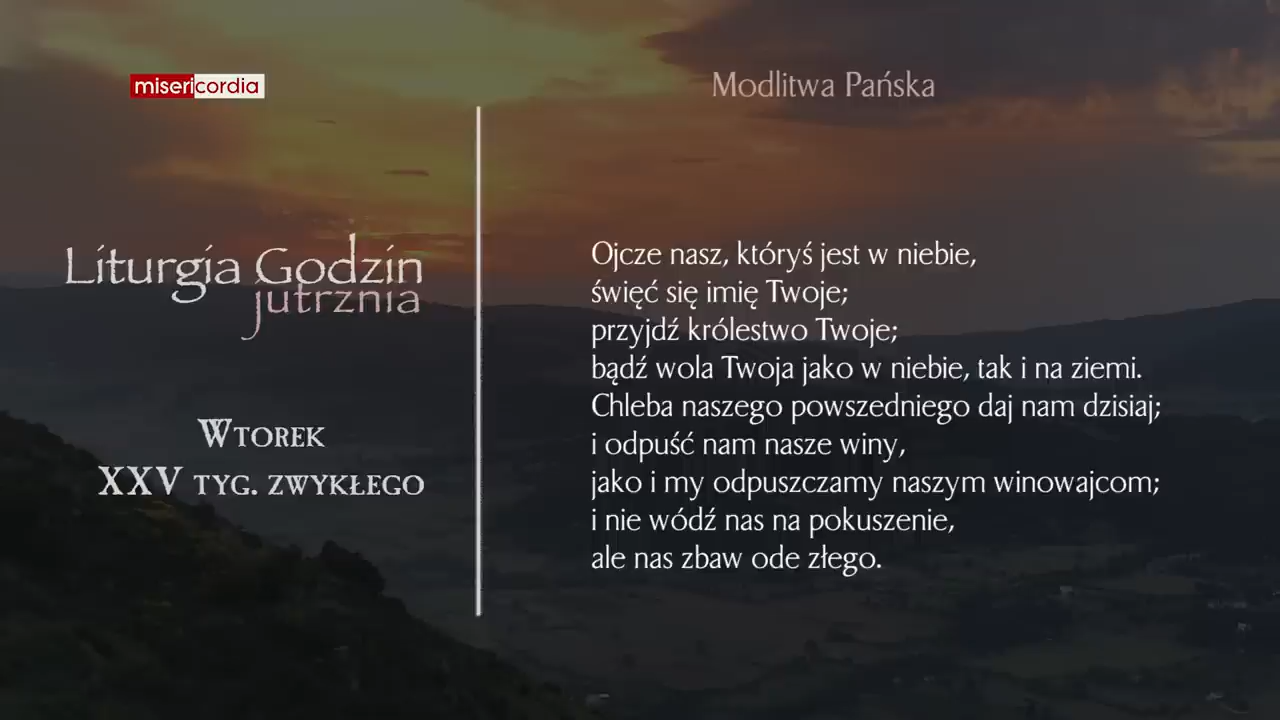 misericordia
Liturgia Godzin
jutrznia
Wtorek
XXV tyg. zwykłego
Modlitwa Pańska
Ojcze nasz, któryś jest w niebie,
święć się imię Twoje;
przyjdź królestwo Twoje;
bądź wola Twoja jako w niebie, tak i na ziemi.
Chleba naszego powszedniego daj nam dzisiaj;
i odpuść nam nasze winy,
jako i my odpuszczamy naszym winowajcom;
i nie wódź nas na pokuszenie,
ale nas zbaw ode złego.